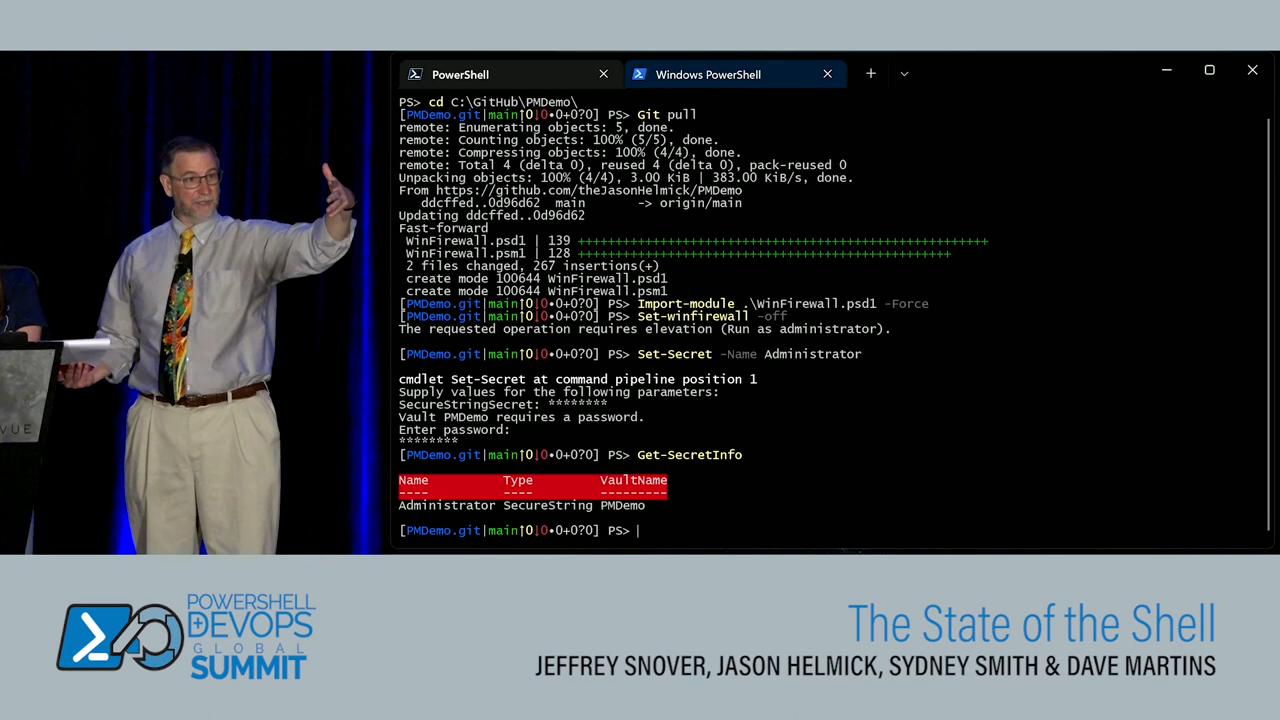 PowerShell
Windows PowerShell
PS> cd C:\GitHub\PMDemo\
[PMDemo.git|main↑0↓0•0+0?0] PS> Git pull
remote: Enumerating objects: 5, done.
remote: Counting objects: 100% (5/5), done.
remote: Compressing objects: 100% (4/4), done.
remote: Total 4 (delta 0), reused 4 (delta 0), pack-reused 0
Unpacking objects: 100% (4/4), 3.00 KiB | 383.00 KiB/s, done.
From https://github.com/theJasonHelmick/PMDemo
ddcffed..0d96d62  main       -> origin/main
Updating ddcffed..0d96d62
Fast-forward
WinFirewall.psd1 | 139 +++++++++++++++++++++++++++++++++++++++++++++++++++++++
WinFirewall.psm1 | 128 ++++++++++++++++++++++++++++++++++++++++++++++++++
2 files changed, 267 insertions(+)
create mode 100644 WinFirewall.psd1
create mode 100644 WinFirewall.psm1
[PMDemo.git|main↑0↓0•0+0?0] PS> Import-module .\WinFirewall.psd1 -Force
[PMDemo.git|main↑0↓0•0+0?0] PS> Set-winfirewall -off
The requested operation requires elevation (Run as administrator).
[PMDemo.git|main↑0↓0•0+0?0] PS> Set-Secret -Name Administrator
cmdlet Set-Secret at command pipeline position 1
Supply values for the following parameters:
SecureStringSecret: ********
Vault PMDemo requires a password.
Enter password:
********
[PMDemo.git|main↑0↓0•0+0?0] PS> Get-SecretInfo
Name          Type         VaultName
----          ----         ---------
Administrator SecureString PMDemo
[PMDemo.git|main↑0↓0•0+0?0] PS>
VUE
POWERSHELL
+DEVOPS
GLOBAL
SUMMIT
The State of the Shell
JEFFREY SNOVER, JASON HELMICK, SYDNEY SMITH & DAVE MARTINS